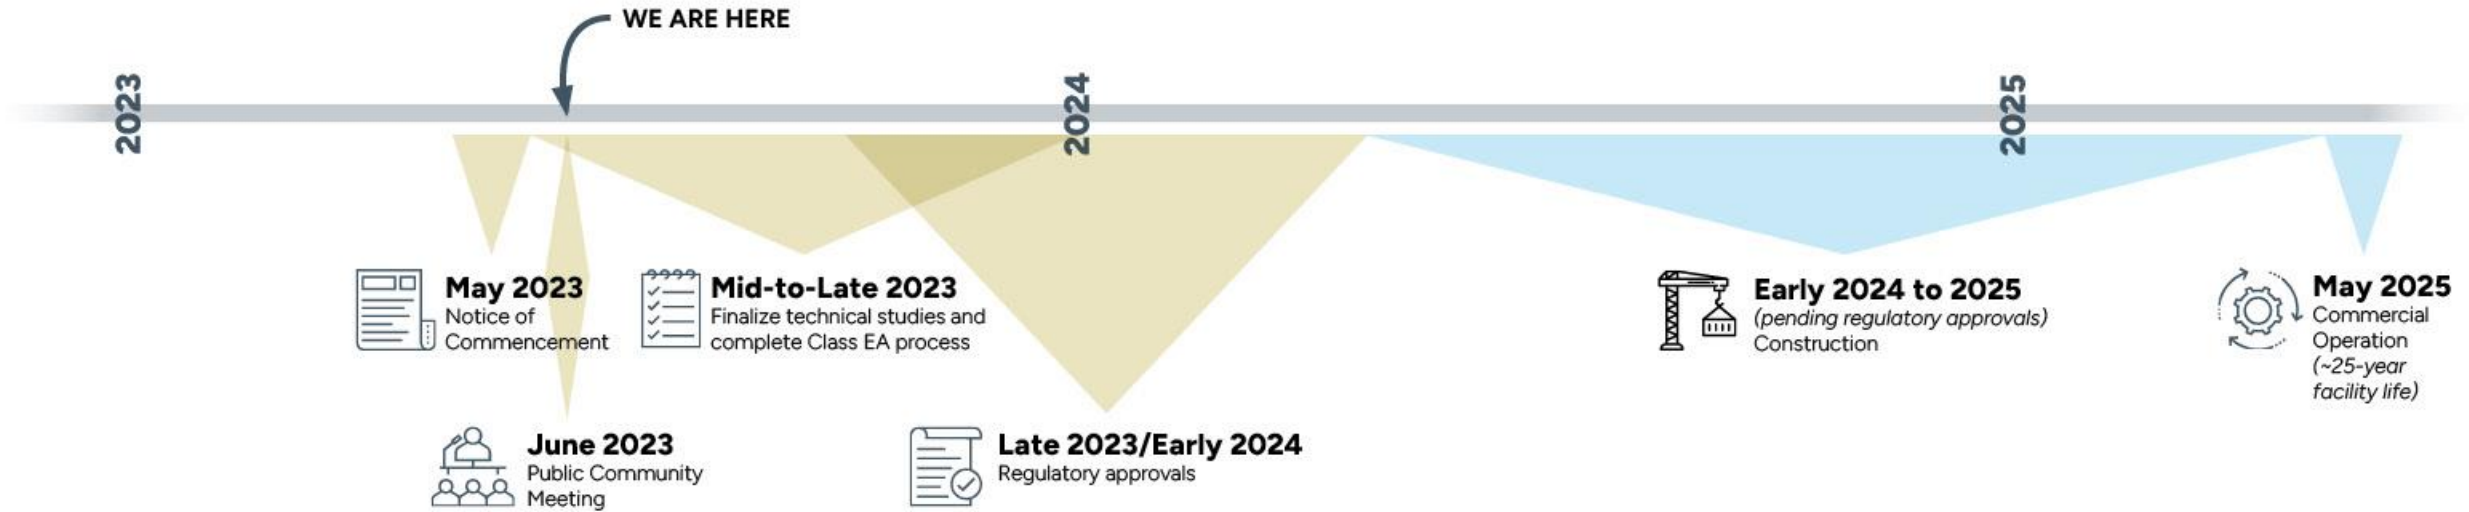 WE ARE HERE
2023
2024
2025
May 2023
Notice of
Commencement
Mid-to-Late 2023
Finalize technical studies and
complete Class EA process
Early 2024 to 2025
(pending regulatory approvals)
Construction
May 2025
Commercial
Operation
(~25-year
facility life)
June 2023
Public Community
Meeting
Late 2023/Early 2024
Regulatory approvals